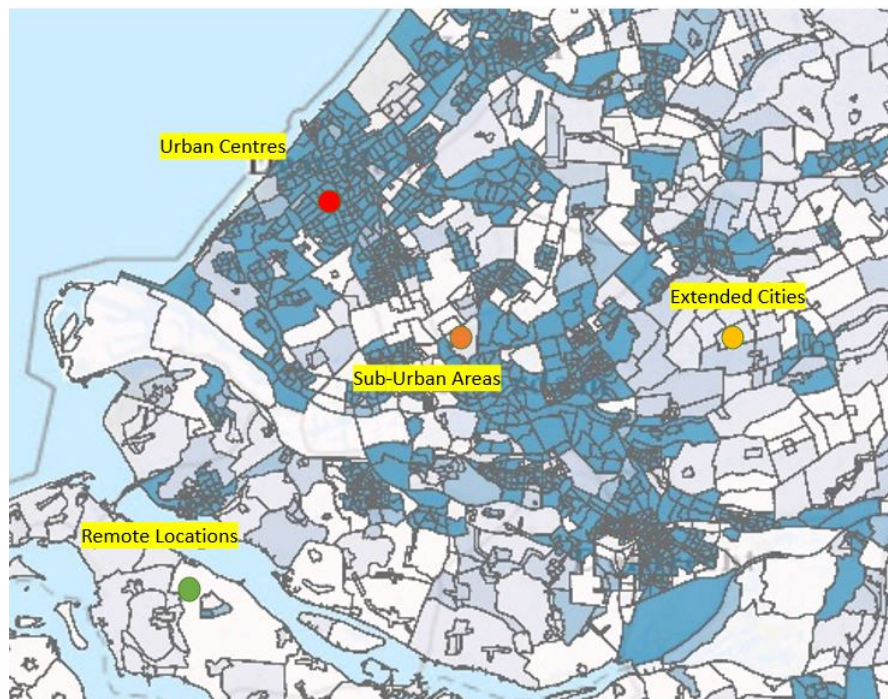 Urban Centres
Extended Cities
Sub-Urban Areas
Remote Locations